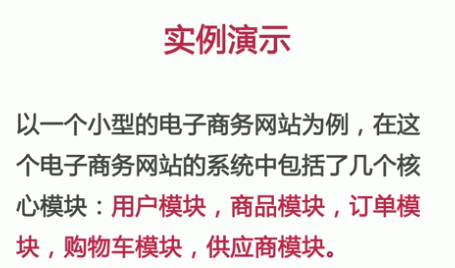 实例演示
以一个小型的电子商务网站为例，在这
个电子商务网站的系统中包括了几个核
心模块：用户模块，商品模块，订单模
块，购物车模块，供应商模块。